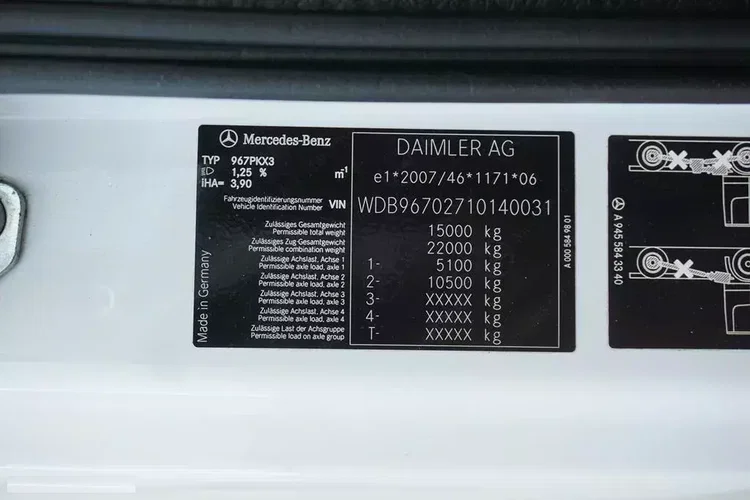 Mercedes-Benz
TYP 967PKX3
1,25 %
iHA= 3,90 m⁻¹
Fahrzeugidentifizierungsnummer
Vehicle Identification Number VIN
DAIMLER AG
e1*2007/46*1171*06
WDB96702710140031
Zulässiges Gesamtgewicht
Permissible total weight 15000 kg
Zulässiges Zug-Gesamtgewicht
Permissible combination weight 22000 kg
Zulässige Achslast, Achse 1
Permissible axle load, axle 1 1- 5100 kg
Zulässige Achslast, Achse 2
Permissible axle load, axle 2 2- 10500 kg
Zulässige Achslast, Achse 3
Permissible axle load, axle 3 3- XXXXX kg
Zulässige Achslast, Achse 4
Permissible axle load, axle 4 4- XXXXX kg
Zulässige Last der Achsgruppe
Permissible load on axle group T- XXXXX kg
Made in Germany
A 000 584 98 01
A 945 584 33 40